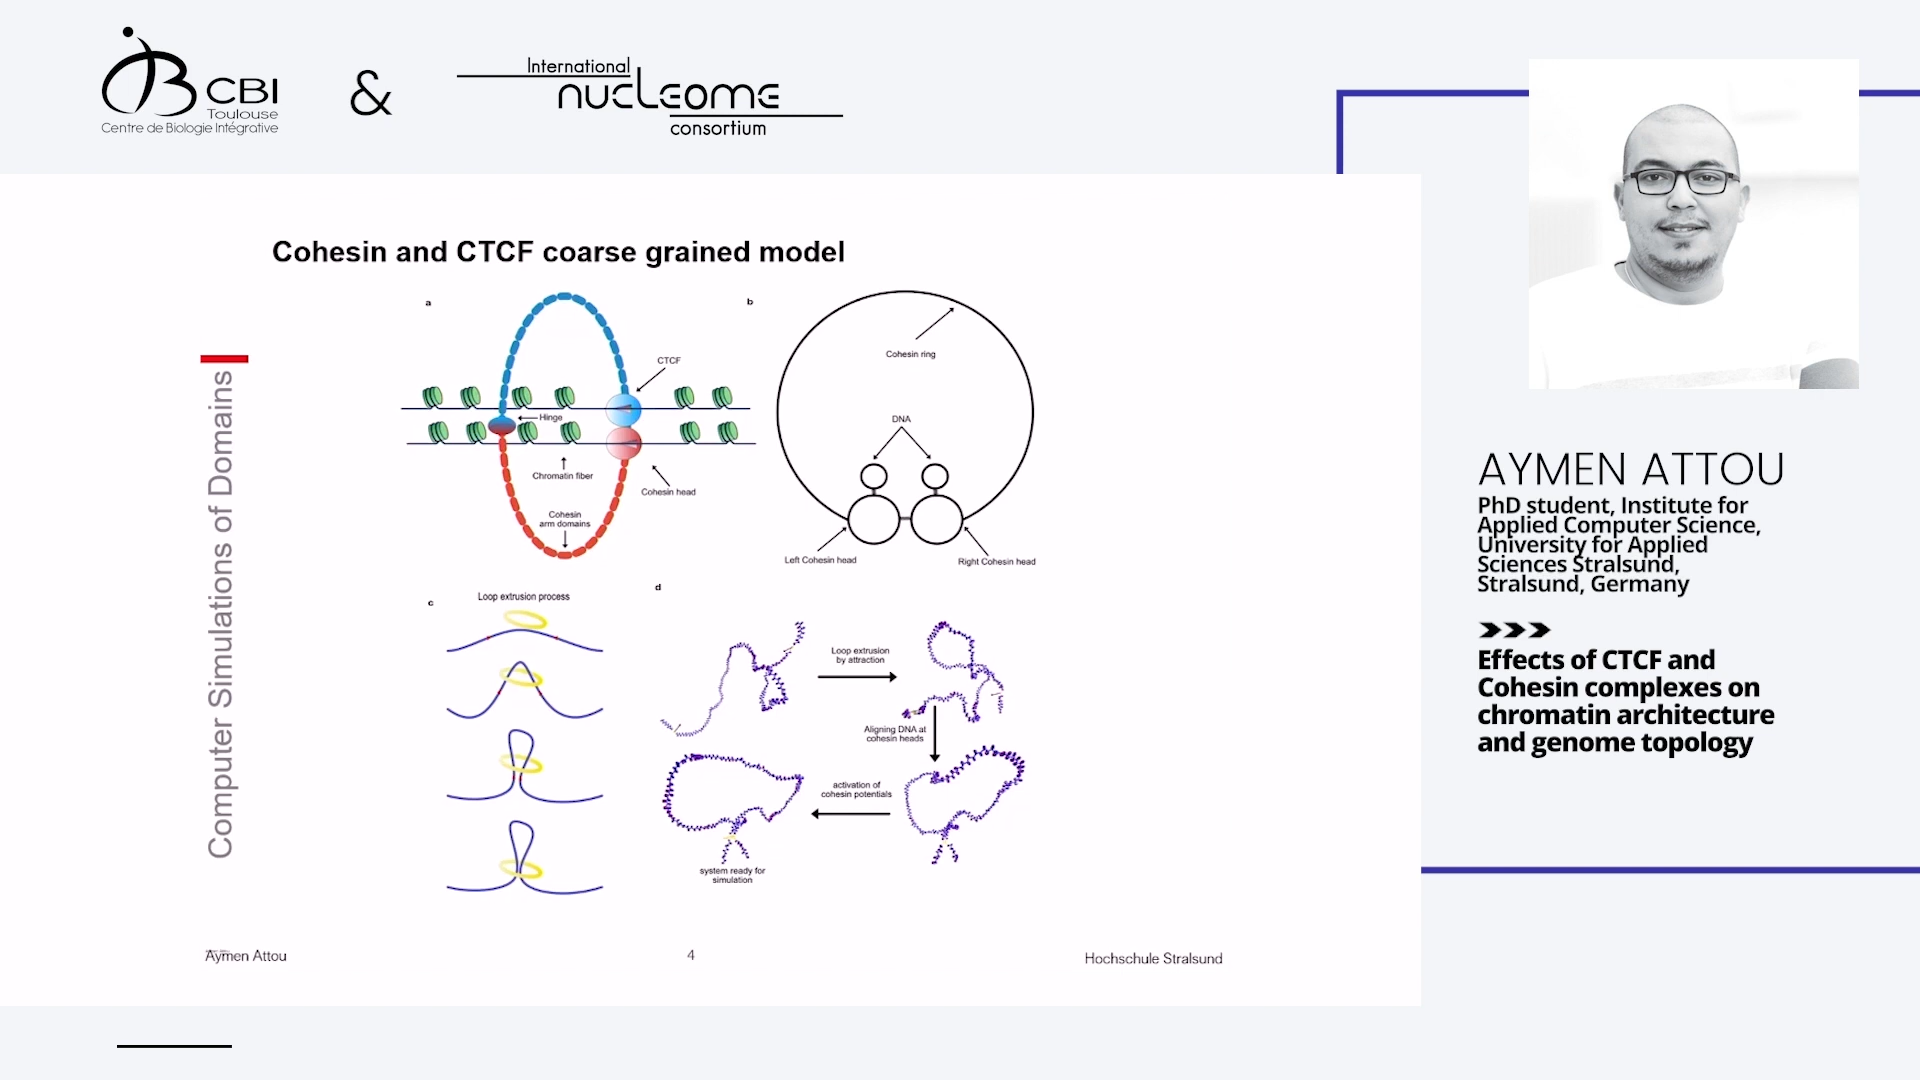 CBI
Toulouse
Centre de Biologie Intégrative
&
International
nucleome
consortium
Cohesin and CTCF coarse grained model
Computer Simulations of Domains
a
CTCF
Hinge
Chromatin fiber
Cohesin head
Cohesin
arm domains
b
Cohesin ring
DNA
Left Cohesin head
Right Cohesin head
c
Loop extrusion process
d
Loop extrusion
by attraction
Aligning DNA at
cohesin heads
activation of
cohesin potentials
system ready for
simulation
Aymen Attou
4
Hochschule Stralsund
AYMEN ATTOU
PhD student, Institute for
Applied Computer Science,
University for Applied
Sciences Stralsund,
Stralsund, Germany
Effects of CTCF and
Cohesin complexes on
chromatin architecture
and genome topology